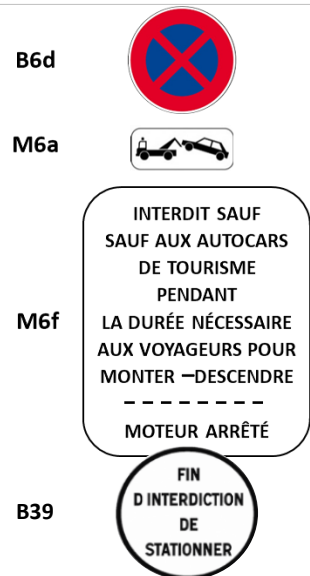 B6d
M6a
M6f
INTERDIT SAUF
SAUF AUX AUTOCARS
DE TOURISME
PENDANT
LA DURÉE NÉCESSAIRE
AUX VOYAGEURS POUR
MONTER –DESCENDRE
– – – – – – – –
MOTEUR ARRÊTÉ
B39
FIN
D INTERDICTION
DE
STATIONNER